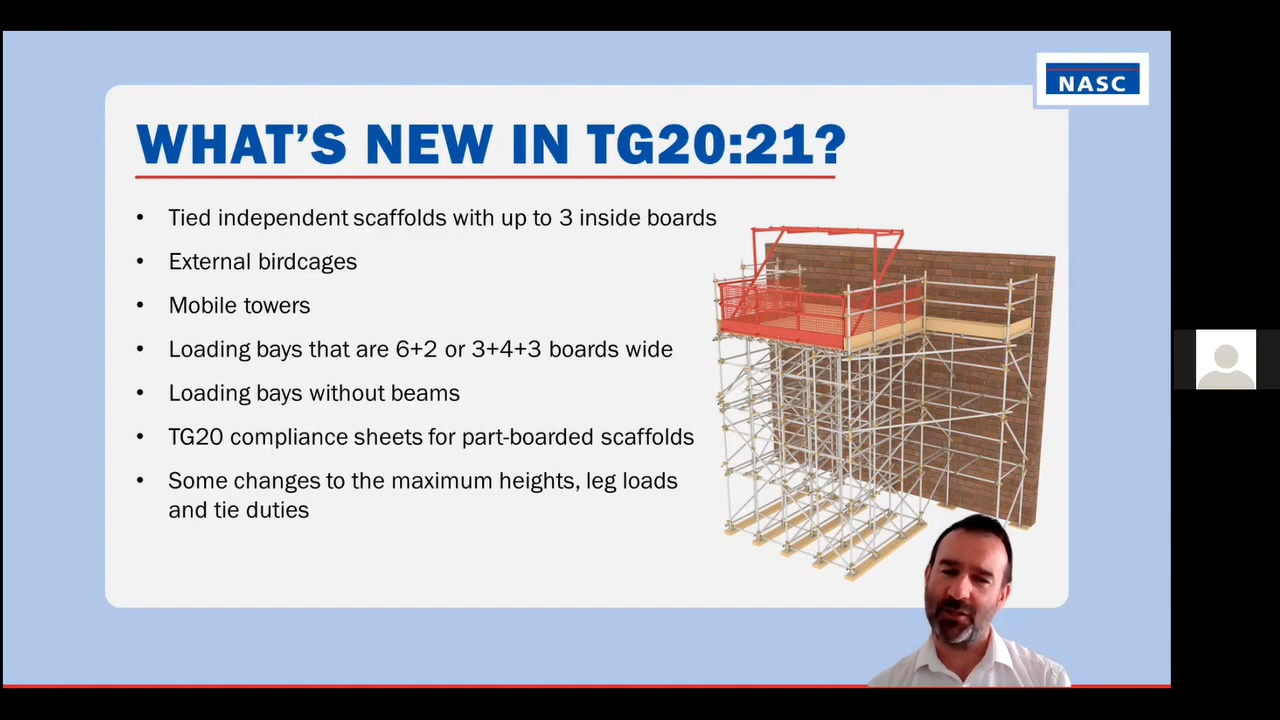 NASC
WHAT'S NEW IN TG20:21?
• Tied independent scaffolds with up to 3 inside boards
• External birdcages
• Mobile towers
• Loading bays that are 6+2 or 3+4+3 boards wide
• Loading bays without beams
• TG20 compliance sheets for part-boarded scaffolds
• Some changes to the maximum heights, leg loads
and tie duties